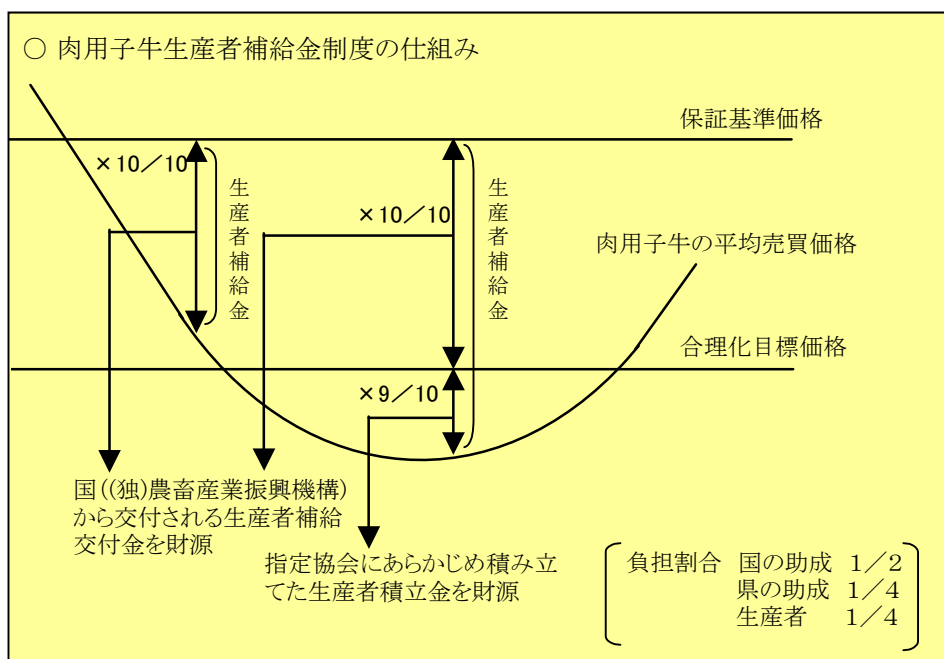 ○ 肉用子牛生産者補給金制度の仕組み
保証基準価格
×10／10
生産者補給金
×10／10
生産者補給金
肉用子牛の平均売買価格
合理化目標価格
×9／10
国((独)農畜産業振興機構)
から交付される生産者補給
交付金を財源
指定協会にあらかじめ積み立
てた生産者積立金を財源
負担割合 国の助成 1／2
県の助成 1／4
生産者 1／4